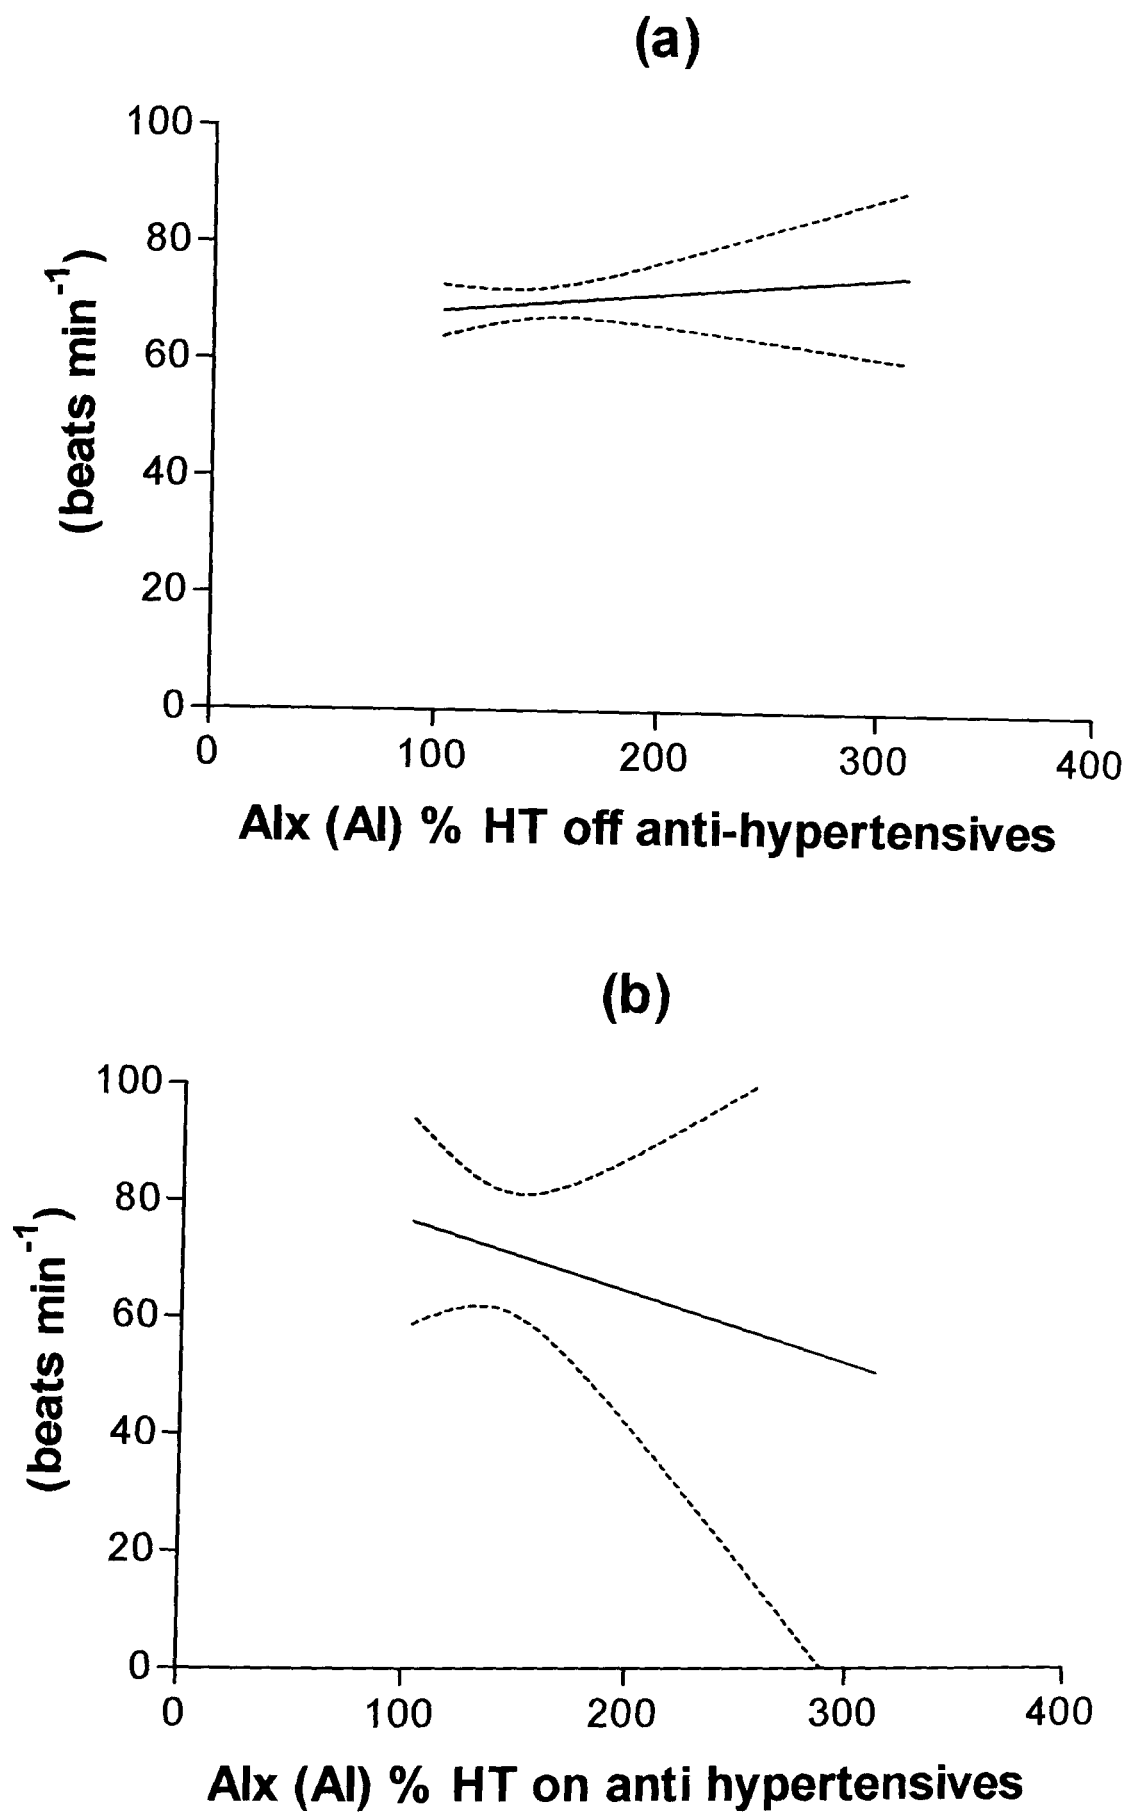 (a)
100
80
60
40
20
0
(beats min⁻¹)
0 100 200 300 400
AIx (AI) % HT off anti-hypertensives
(b)
100
80
60
40
20
0
(beats min⁻¹)
0 100 200 300 400
AIx (AI) % HT on anti hypertensives